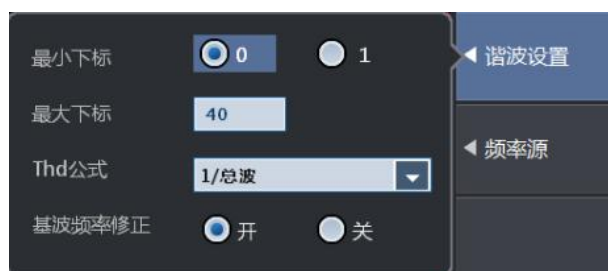 最小下标 0 1
最大下标 40
Thd公式 1/总波
基波频率修正 开 关
谐波设置
频率源